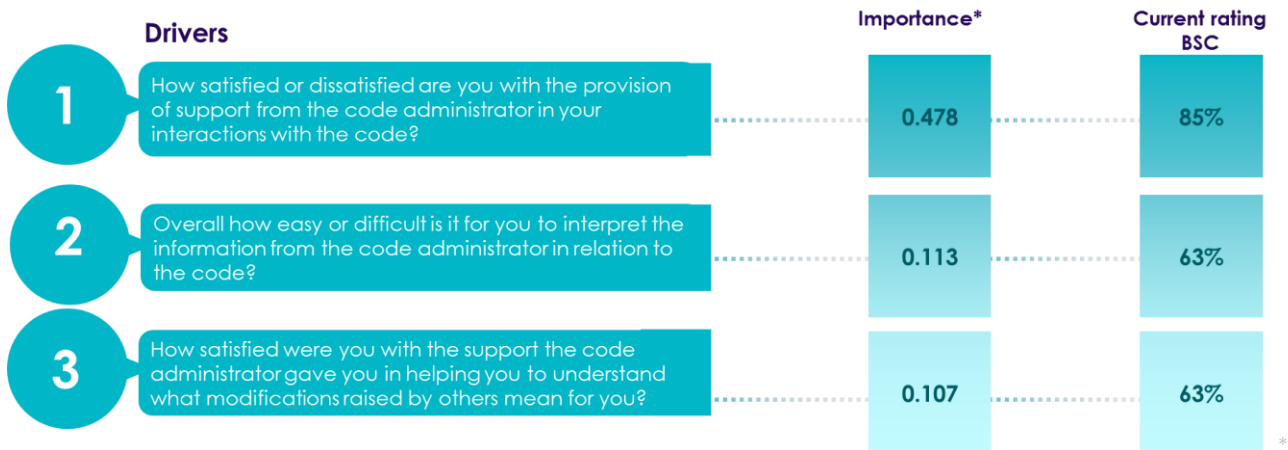 Drivers
Importance*
Current rating
BSC
1
How satisfied or dissatisfied are you with the provision
of support from the code administrator in your
interactions with the code?
0.478
85%
2
Overall how easy or difficult is it for you to interpret the
information from the code administrator in relation to
the code?
0.113
63%
3
How satisfied were you with the support the code
administrator gave you in helping you to understand
what modifications raised by others mean for you?
0.107
63%
*